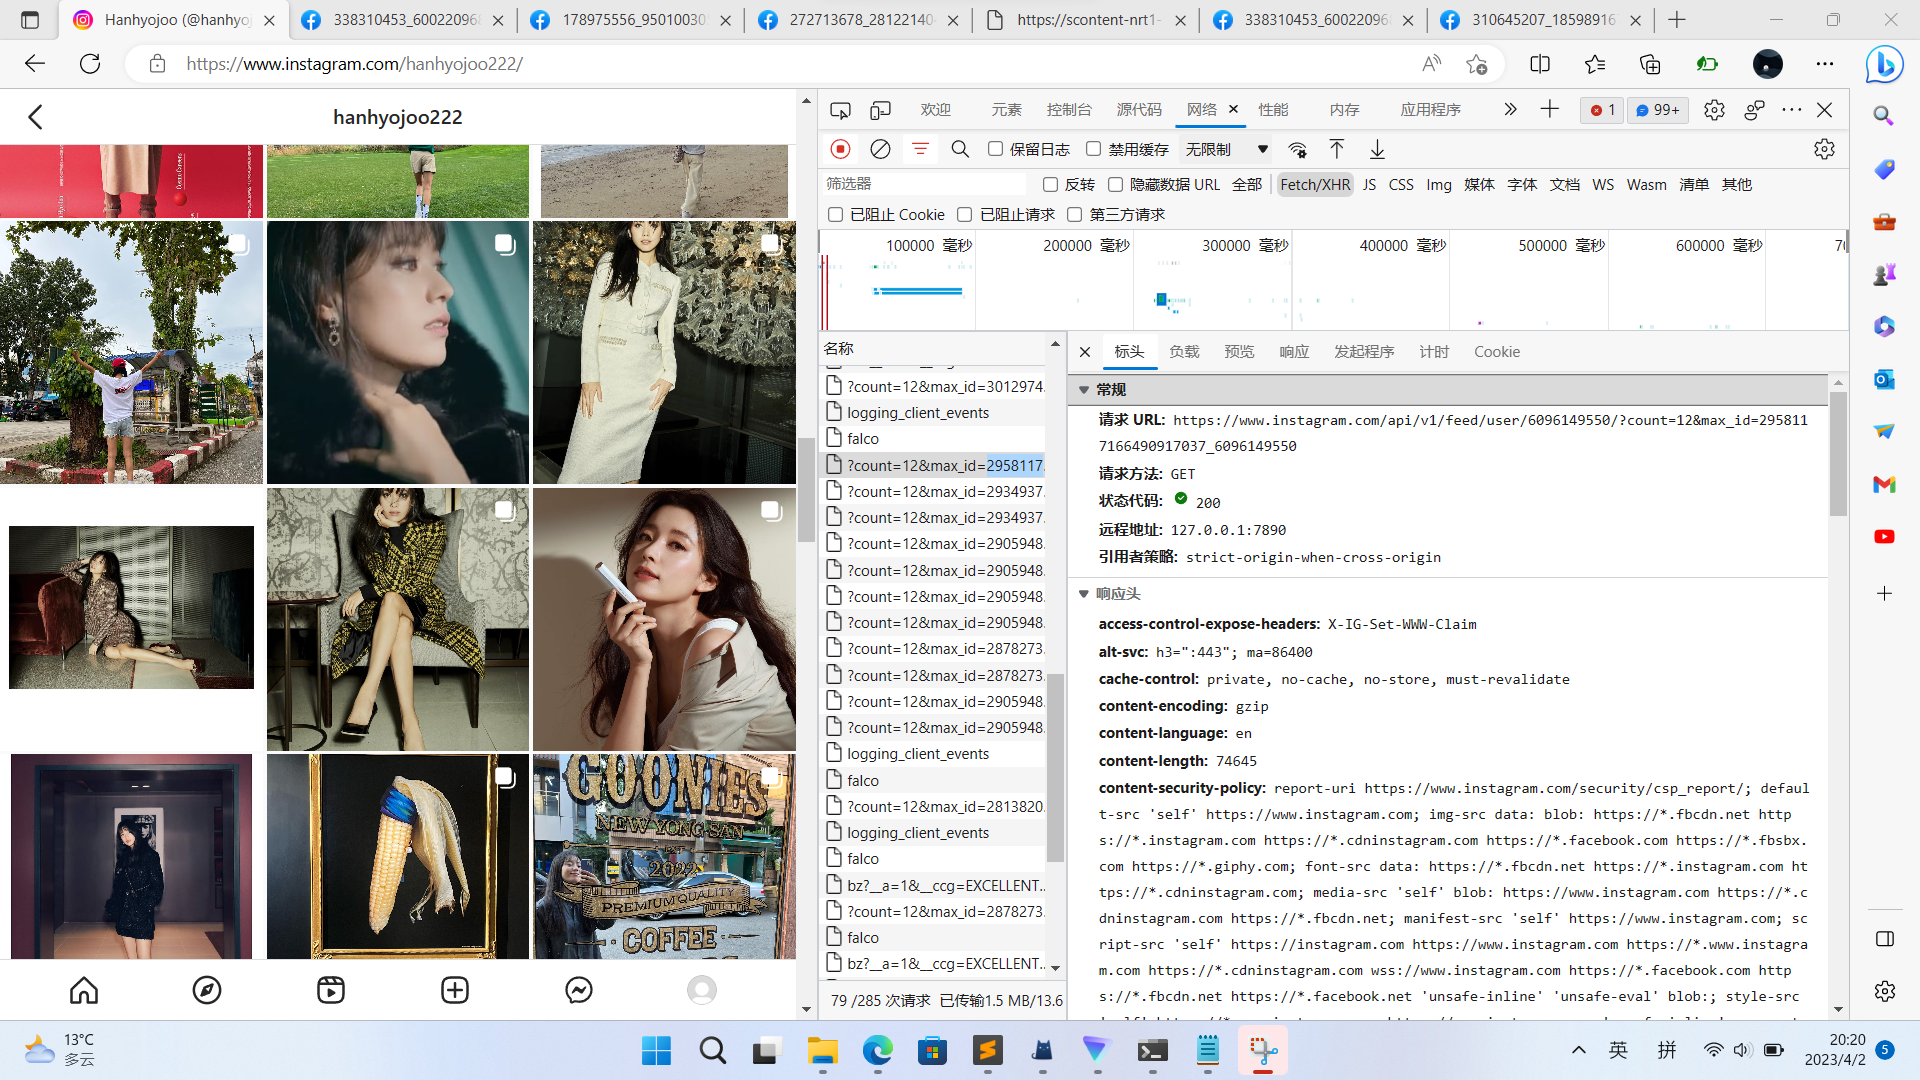 Hanhyojoo (@hanhyoj
338310453_60022096
178975556_95010030
272713678_28122140
https://scontent-nrt1-
338310453_60022096
310645207_18598916
https://www.instagram.com/hanhyojoo222/
hanhyojoo222
GOONIES
NEW YONG SAN
EST
2022
PREMIUM QUALITY
COFFEE
欢迎 元素 控制台 源代码 网络 性能 内存 应用程序 1 99+
保留日志 禁用缓存 无限制
筛选器 反转 隐藏数据 URL 全部 Fetch/XHR JS CSS Img 媒体 字体 文档 WS Wasm 清单 其他
已阻止 Cookie 已阻止请求 第三方请求
100000 毫秒 200000 毫秒 300000 毫秒 400000 毫秒 500000 毫秒 600000 毫秒
名称
?count=12&max_id=3012974.
logging_client_events
falco
?count=12&max_id=2958117.
?count=12&max_id=2934937.
?count=12&max_id=2934937.
?count=12&max_id=2905948.
?count=12&max_id=2905948.
?count=12&max_id=2905948.
?count=12&max_id=2905948.
?count=12&max_id=2878273.
?count=12&max_id=2878273.
?count=12&max_id=2905948.
?count=12&max_id=2905948.
logging_client_events
falco
?count=12&max_id=2813820.
logging_client_events
falco
bz?__a=1&__ccg=EXCELLENT..
?count=12&max_id=2878273.
falco
bz?__a=1&__ccg=EXCELLENT..
79 /285 次请求 已传输1.5 MB/13.6
标头 负载 预览 响应 发起程序 计时 Cookie
常规
请求 URL: https://www.instagram.com/api/v1/feed/user/6096149550/?count=12&max_id=295811
7166490917037_6096149550
请求方法: GET
状态代码: 200
远程地址: 127.0.0.1:7890
引用者策略: strict-origin-when-cross-origin
响应头
access-control-expose-headers: X-IG-Set-WWW-Claim
alt-svc: h3=":443"; ma=86400
cache-control: private, no-cache, no-store, must-revalidate
content-encoding: gzip
content-language: en
content-length: 74645
content-security-policy: report-uri https://www.instagram.com/security/csp_report/; defaul
t-src 'self' https://www.instagram.com; img-src data: blob: https://*.fbcdn.net http
s://*.instagram.com https://*.cdninstagram.com https://*.facebook.com https://*.fbsbx.
com https://*.giphy.com; font-src data: https://*.fbcdn.net https://*.instagram.com ht
tps://*.cdninstagram.com; media-src 'self' blob: https://www.instagram.com https://*.c
dninstagram.com https://*.fbcdn.net; manifest-src 'self' https://www.instagram.com; sc
ript-src 'self' https://instagram.com https://www.instagram.com https://*.www.instagra
m.com https://*.cdninstagram.com wss://www.instagram.com https://*.facebook.com http
s://*.fbcdn.net https://*.facebook.net 'unsafe-inline' 'unsafe-eval' blob:; style-src
13°C
多云
英 拼
20:20
2023/4/2
5